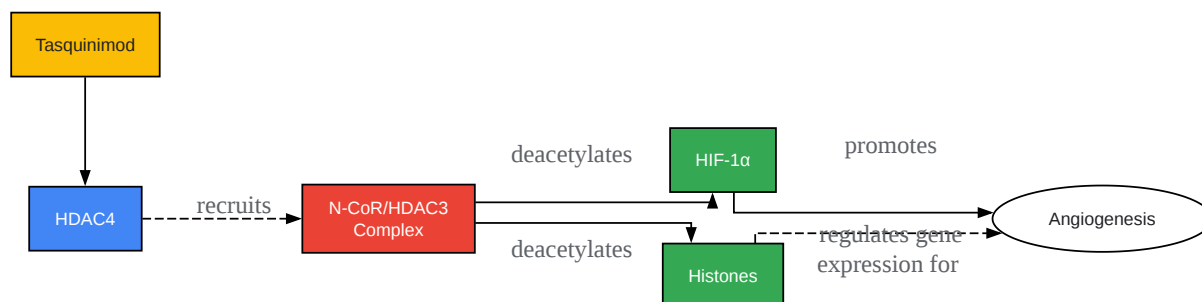 Tasquinimod
HDAC4
recruits
N-CoR/HDAC3
Complex
deacetylates
deacetylates
HIF-1α
Histones
promotes
regulates gene
expression for
Angiogenesis